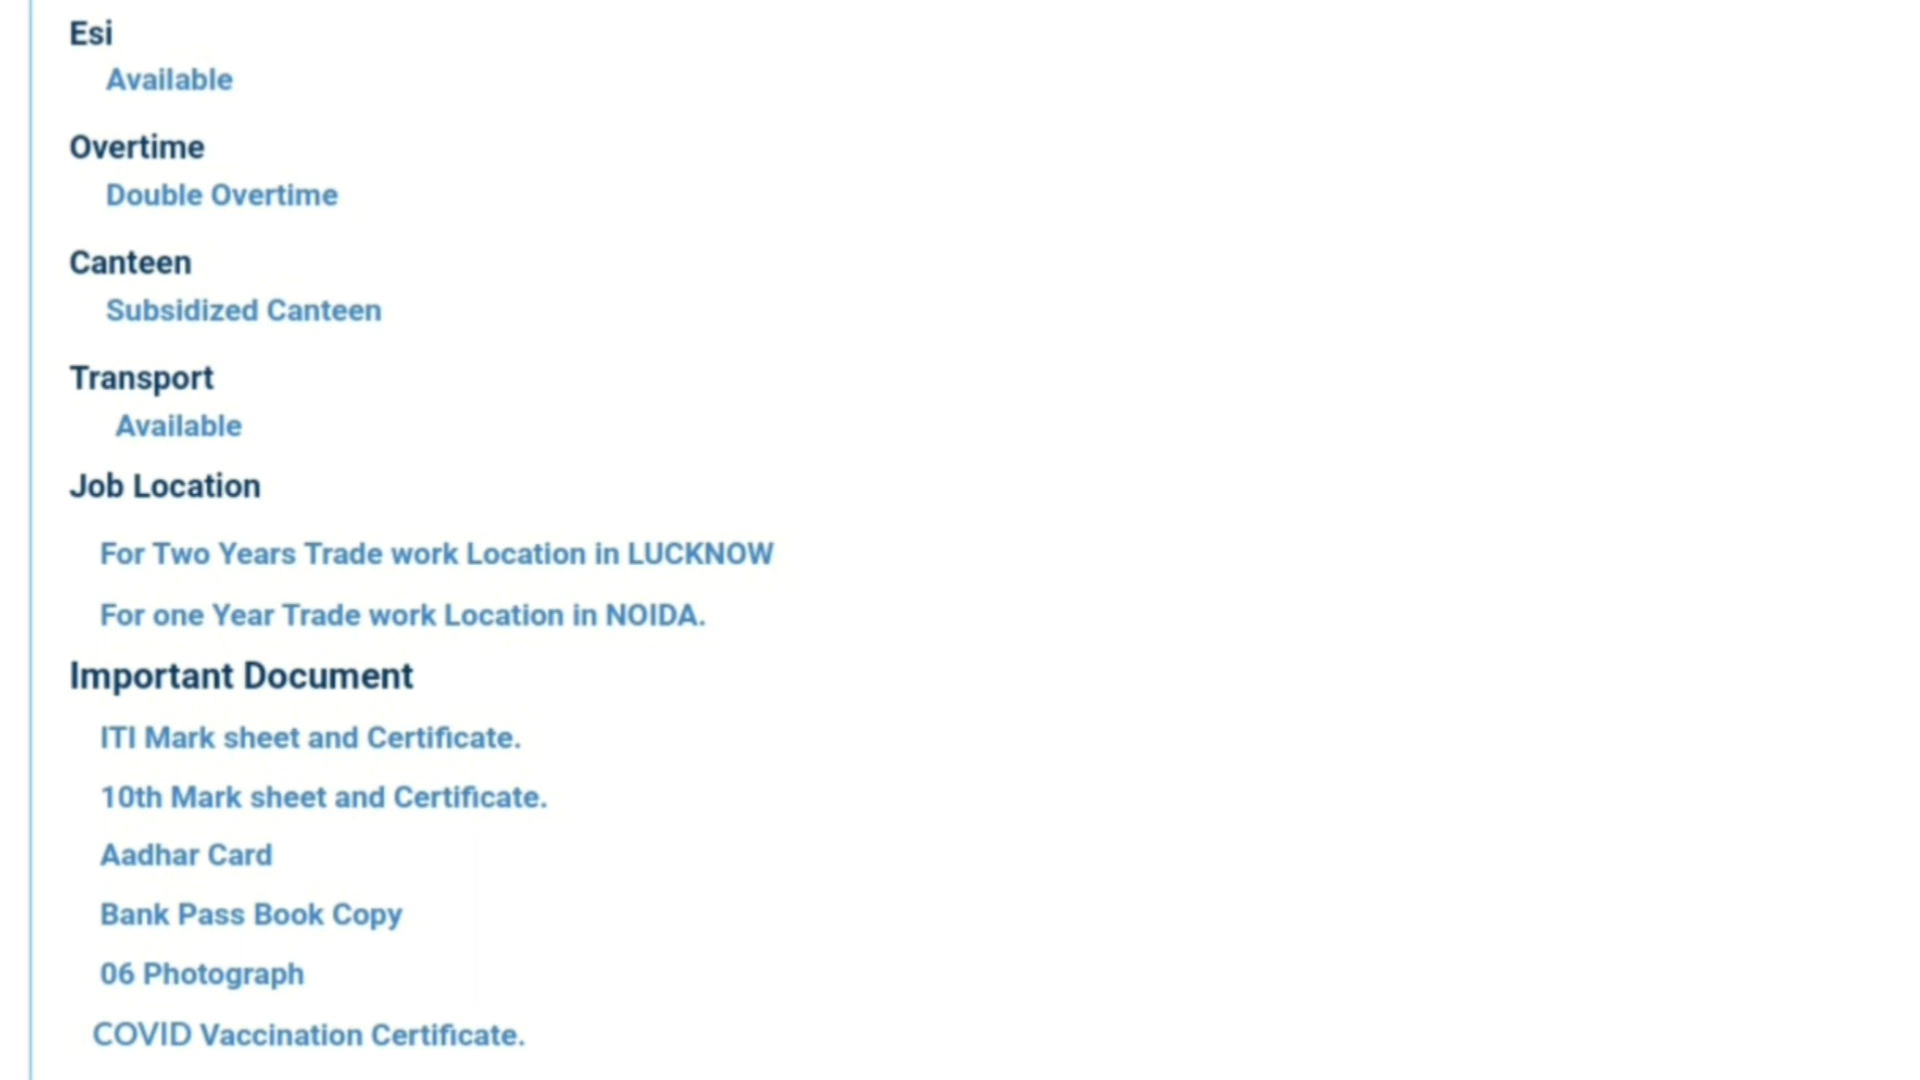 Esi
Available
Overtime
Double Overtime
Canteen
Subsidized Canteen
Transport
Available
Job Location
For Two Years Trade work Location in LUCKNOW
For one Year Trade work Location in NOIDA.
Important Document
ITI Mark sheet and Certificate.
10th Mark sheet and Certificate.
Aadhar Card
Bank Pass Book Copy
06 Photograph
COVID Vaccination Certificate.